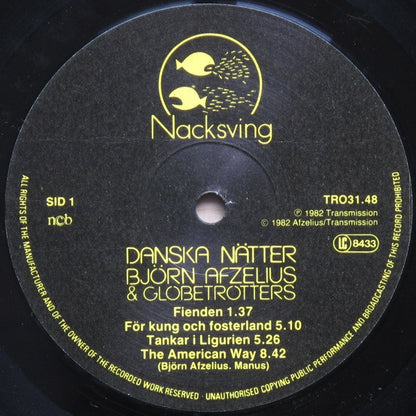 Nacksving
SID 1
ncb
TRO31.48
℗ 1982 Transmission
© 1982 Afzelius/Transmission
LC 8433
DANSKA NÄTTER
BJÖRN AFZELIUS
& GLOBETROTTERS
Fienden 1.37
För kung och fosterland 5.10
Tankar i Ligurien 5.26
The American Way 8.42
(Björn Afzelius. Manus)
ALL RIGHTS OF THE MANUFACTURER AND OF THE OWNER OF THE RECORDED WORK RESERVED · UNAUTHORISED COPYING PUBLIC PERFORMANCE AND BROADCASTING OF THIS RECORD PROHIBITED